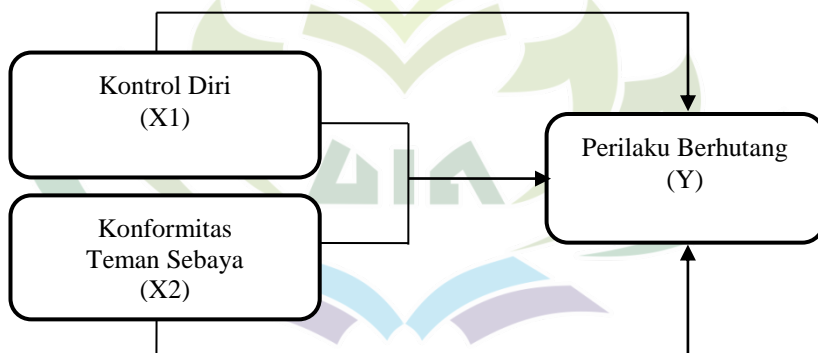 Kontrol Diri
(X1)
Perilaku Berhutang
(Y)
Konformitas
Teman Sebaya
(X2)